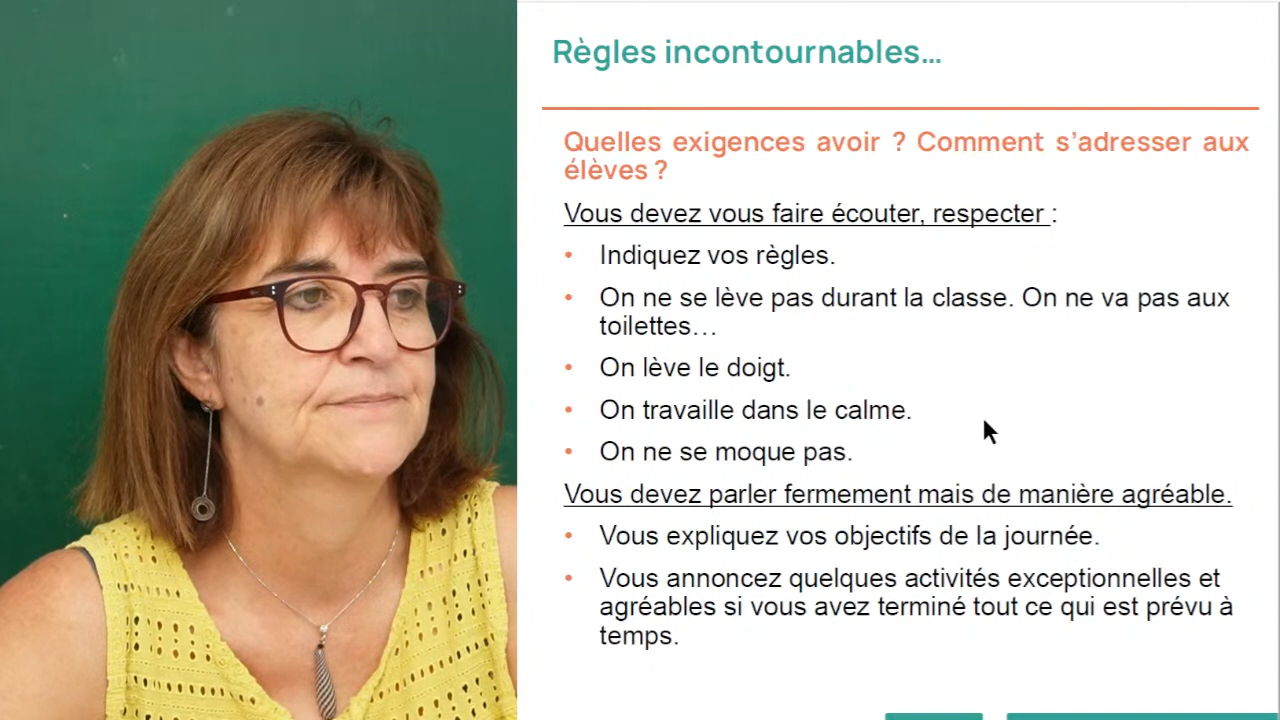 Règles incontournables...
Quelles exigences avoir ? Comment s'adresser aux
élèves ?
Vous devez vous faire écouter, respecter :
• Indiquez vos règles.
• On ne se lève pas durant la classe. On ne va pas aux
toilettes...
• On lève le doigt.
• On travaille dans le calme.
• On ne se moque pas.
Vous devez parler fermement mais de manière agréable.
• Vous expliquez vos objectifs de la journée.
• Vous annoncez quelques activités exceptionnelles et
agréables si vous avez terminé tout ce qui est prévu à
temps.